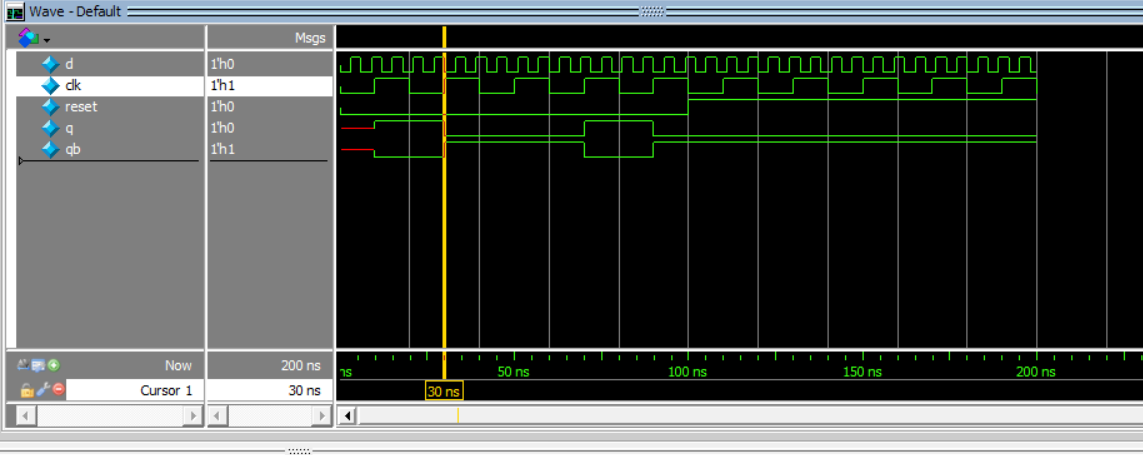 Wave - Default
Msgs
d 1'h0
clk 1'h1
reset 1'h0
q 1'h0
qb 1'h1
Now 200 ns ns 50 ns 100 ns 150 ns 200 ns
Cursor 1 30 ns 30 ns